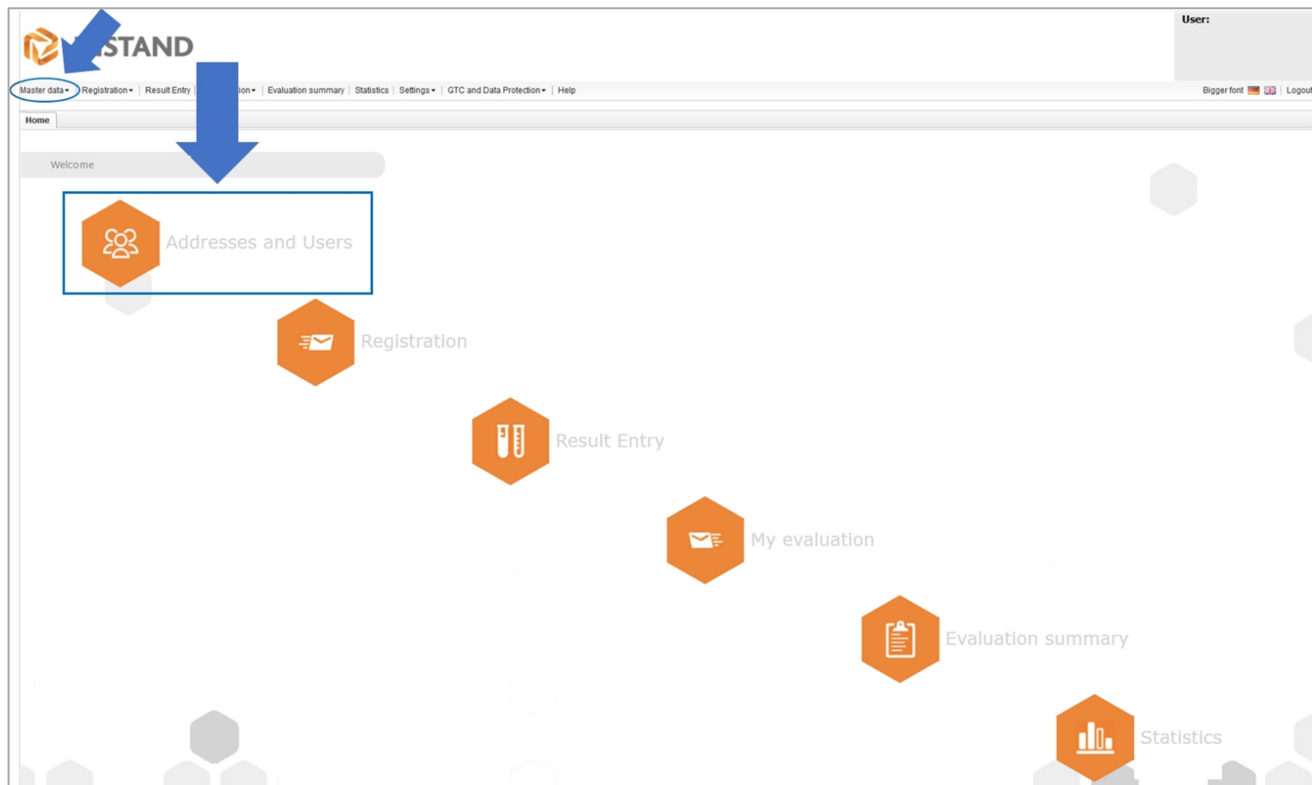 User:
STAND
Master data Registration Result Entry Evaluation summary Statistics Settings GTC and Data Protection Help Bigger font Logout
Home
Welcome
Addresses and Users
Registration
Result Entry
My evaluation
Evaluation summary
Statistics